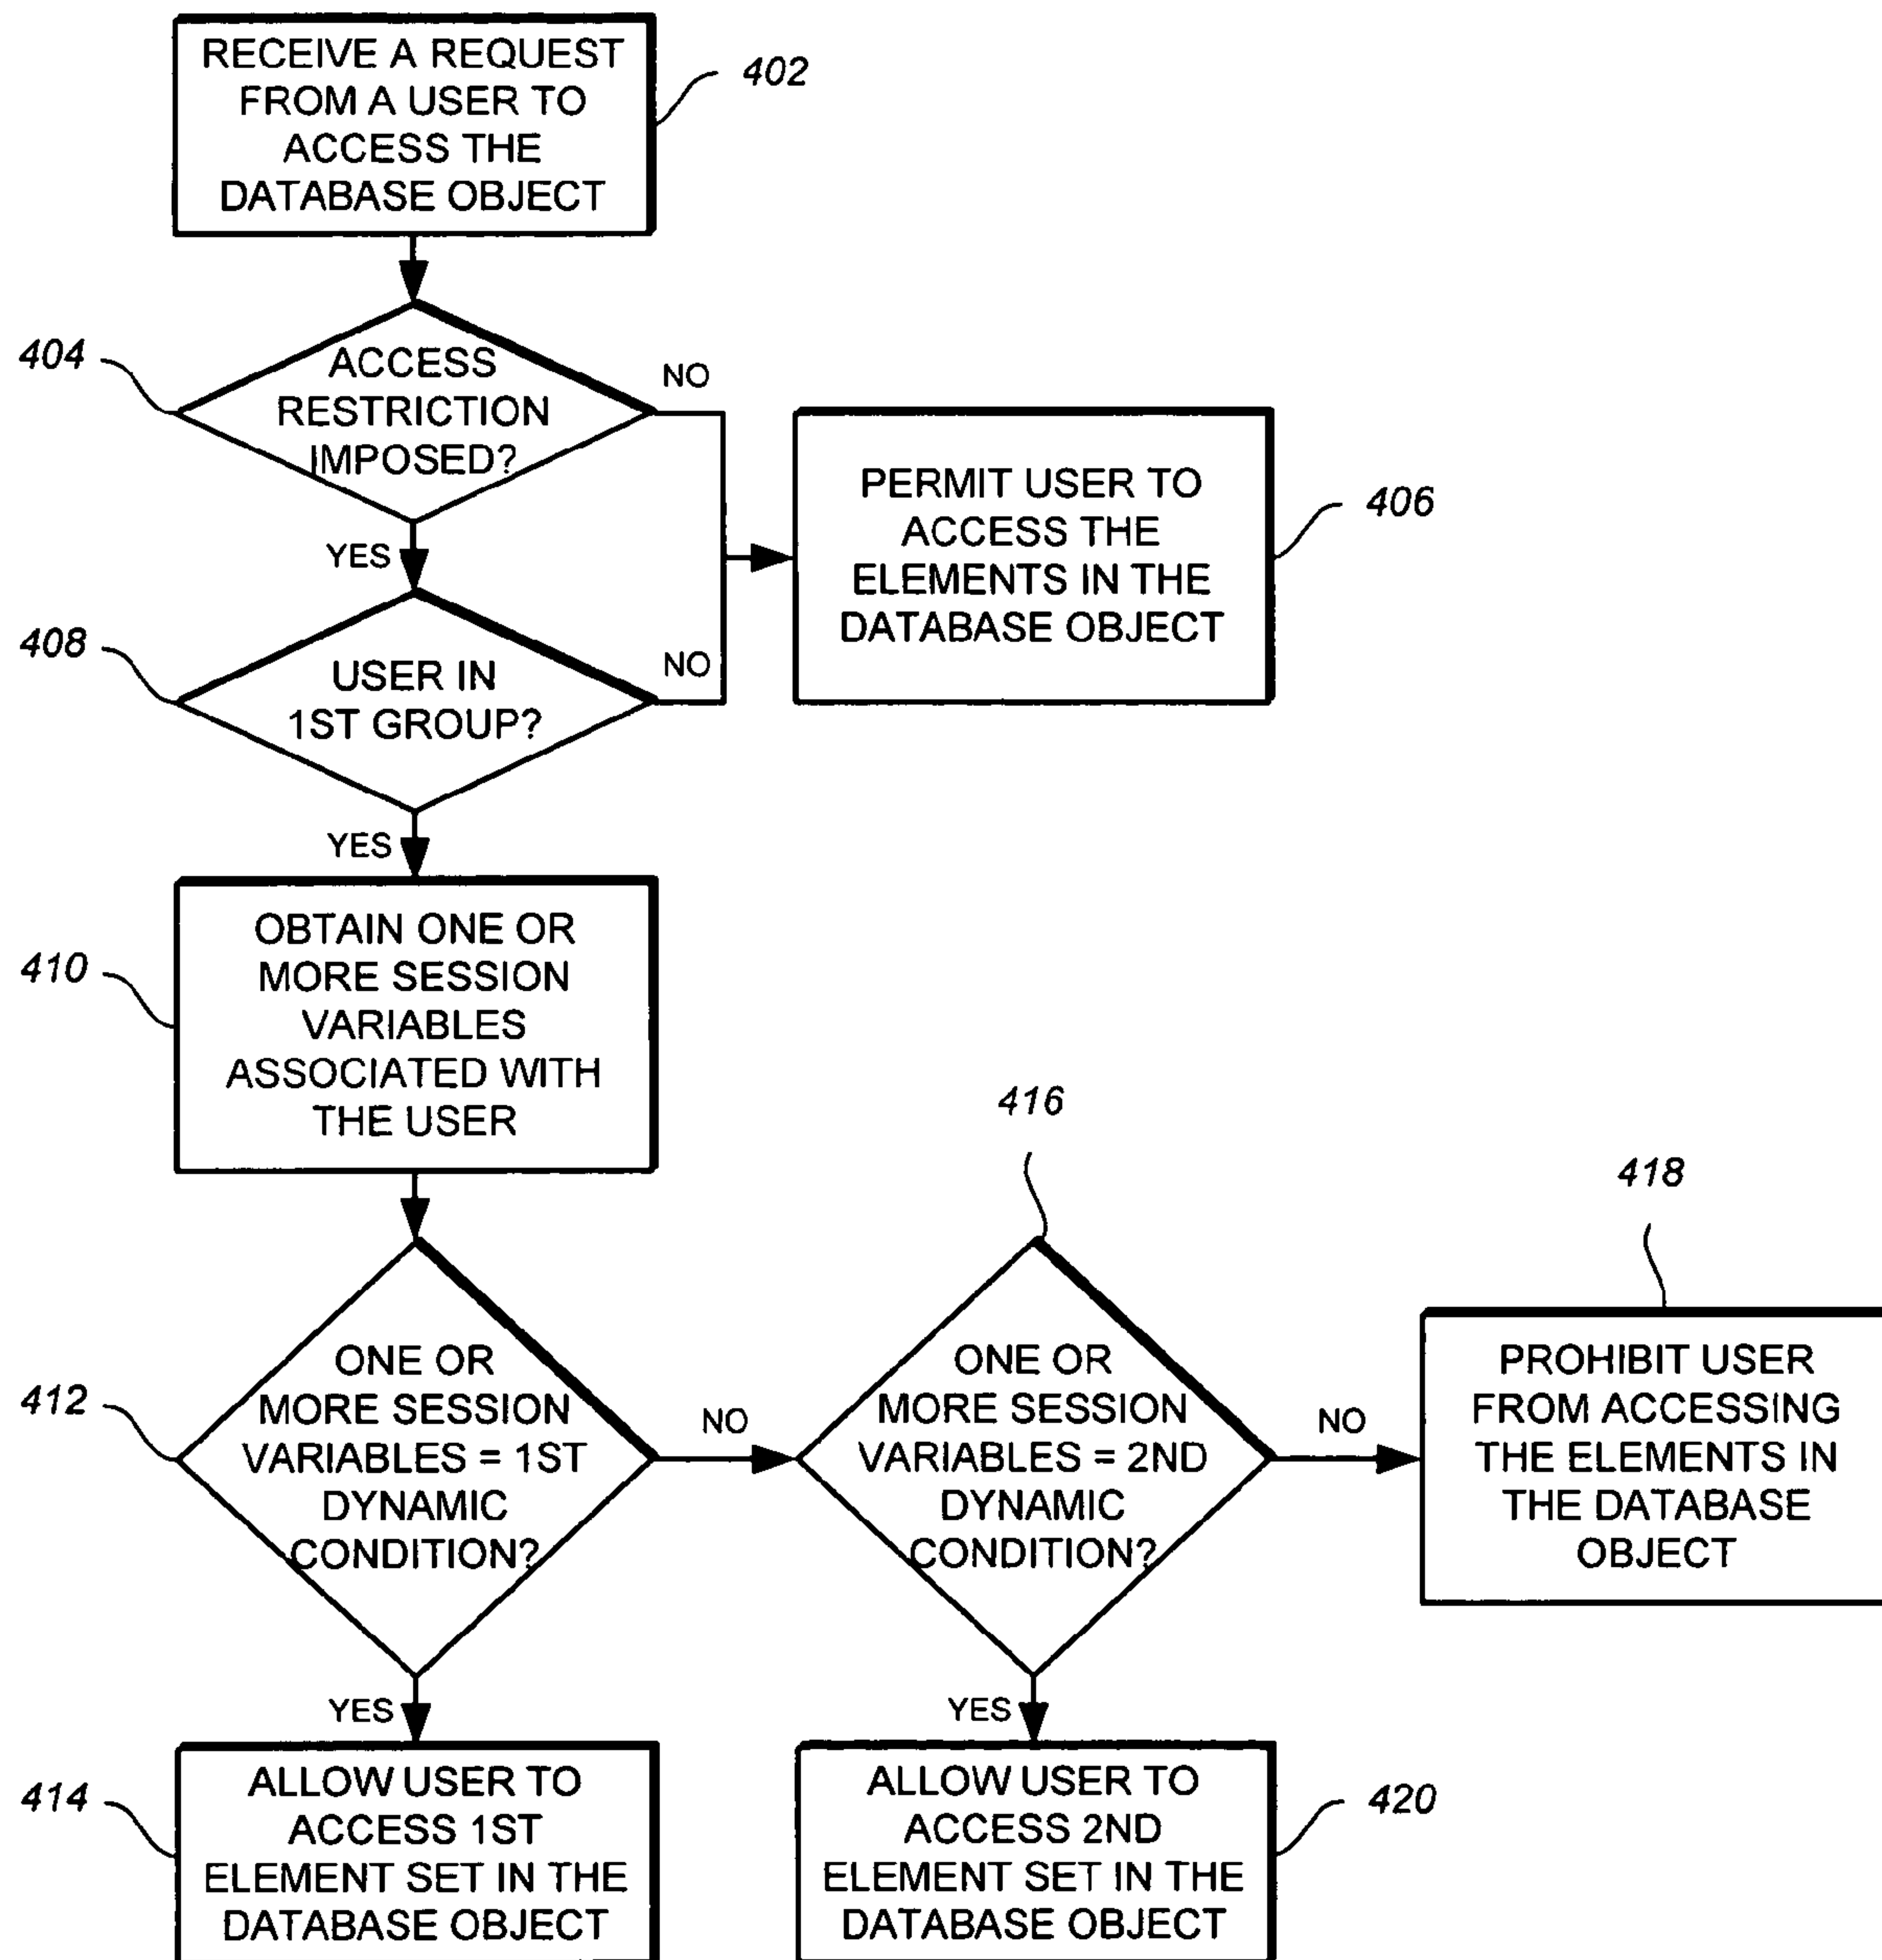 RECEIVE A REQUEST
FROM A USER TO
ACCESS THE
DATABASE OBJECT
402
404
ACCESS
RESTRICTION
IMPOSED?
NO
YES
PERMIT USER TO
ACCESS THE
ELEMENTS IN THE
DATABASE OBJECT
406
408
USER IN
1ST GROUP?
NO
YES
410
OBTAIN ONE OR
MORE SESSION
VARIABLES
ASSOCIATED WITH
THE USER
412
ONE OR
MORE SESSION
VARIABLES = 1ST
DYNAMIC
CONDITION?
NO
YES
416
ONE OR
MORE SESSION
VARIABLES = 2ND
DYNAMIC
CONDITION?
NO
YES
418
PROHIBIT USER
FROM ACCESSING
THE ELEMENTS IN
THE DATABASE
OBJECT
414
ALLOW USER TO
ACCESS 1ST
ELEMENT SET IN THE
DATABASE OBJECT
ALLOW USER TO
ACCESS 2ND
ELEMENT SET IN THE
DATABASE OBJECT
420